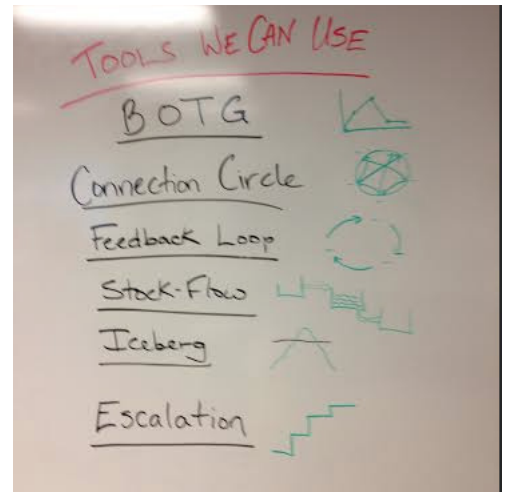 TOOLS WE CAN USE
BOTG
Connection Circle
Feedback Loop
Stock-Flow
Iceberg
Escalation